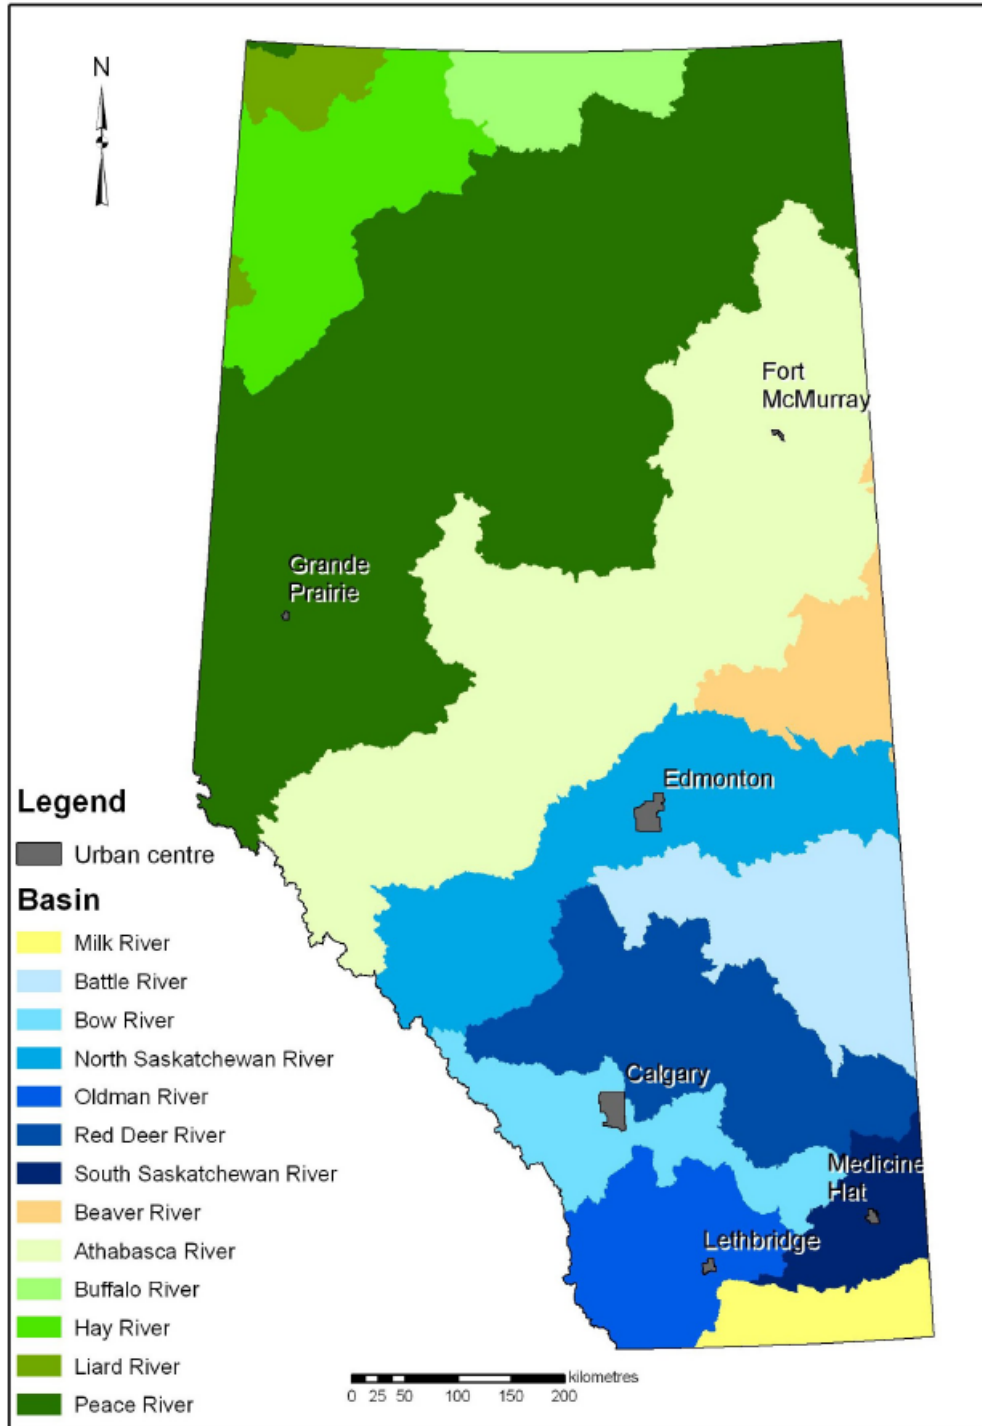 N
Fort
McMurray
Grande
Prairie
Edmonton
Calgary
Medicine
Hat
Lethbridge
Legend
Urban centre
Basin
Milk River
Battle River
Bow River
North Saskatchewan River
Oldman River
Red Deer River
South Saskatchewan River
Beaver River
Athabasca River
Buffalo River
Hay River
Liard River
Peace River
kilometres
0 25 50 100 150 200